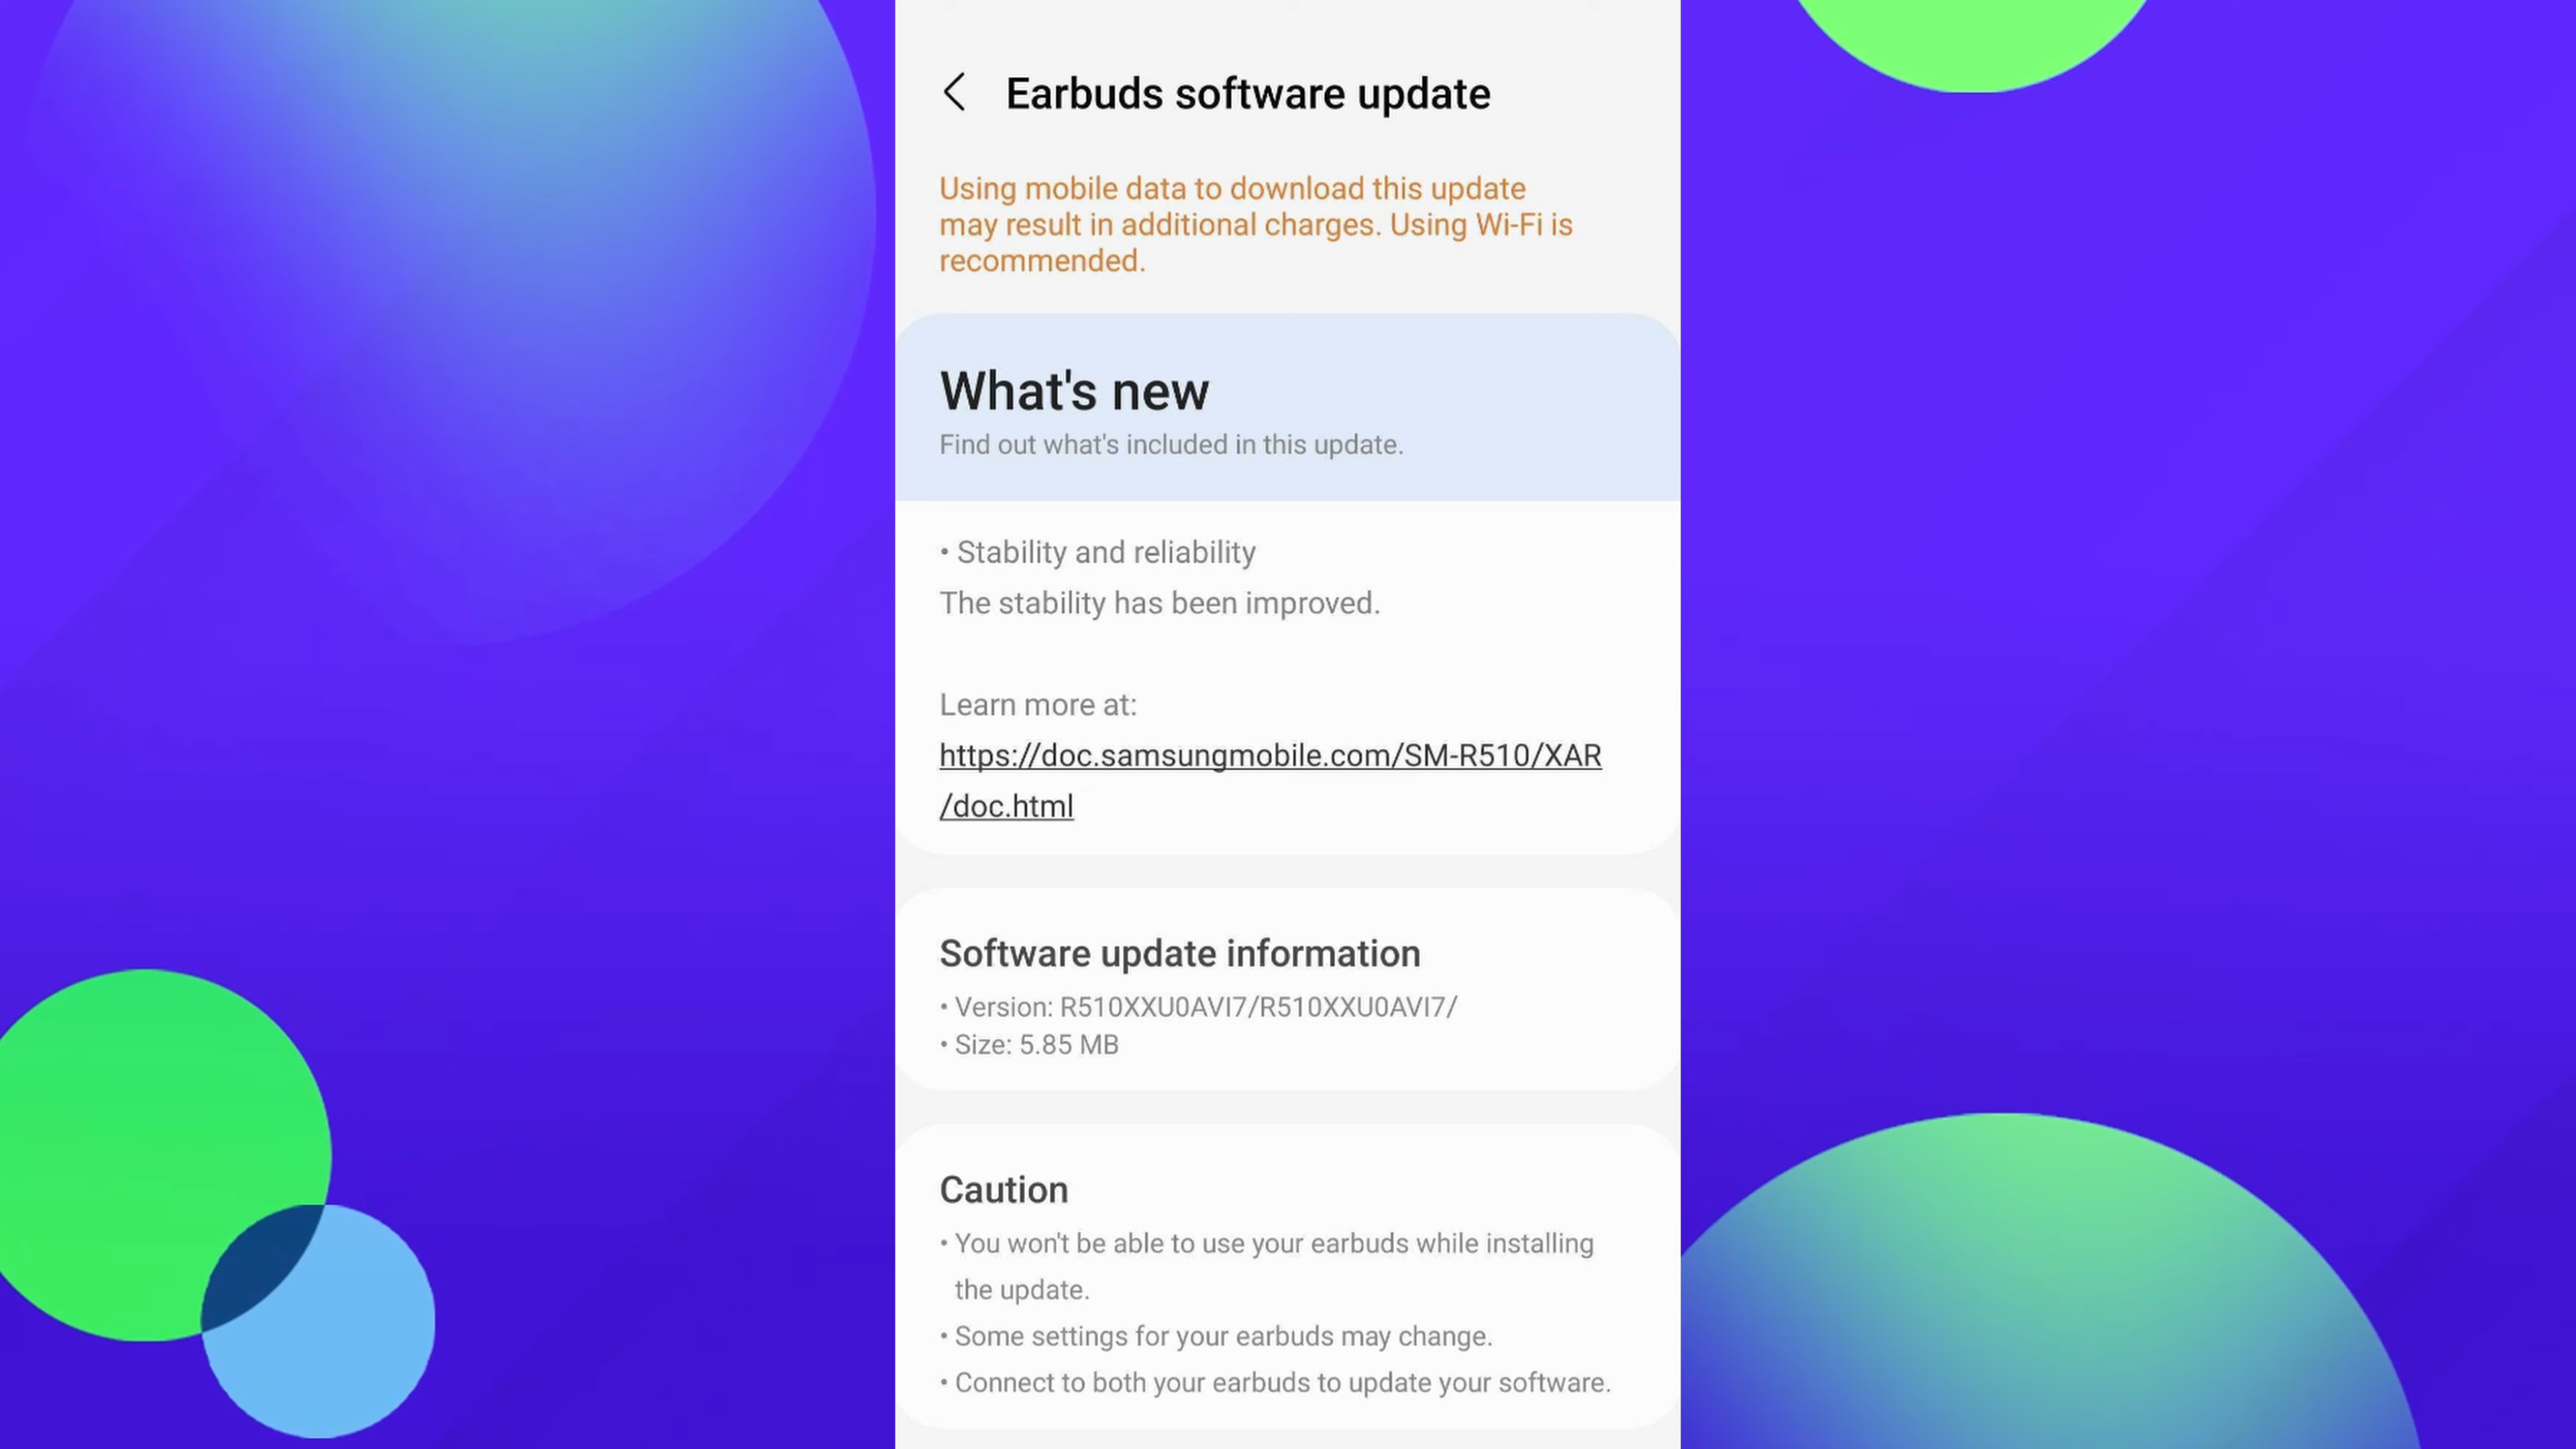 Earbuds software update
Using mobile data to download this update
may result in additional charges. Using Wi-Fi is
recommended.
What's new
Find out what's included in this update.
• Stability and reliability
The stability has been improved.
Learn more at:
https://doc.samsungmobile.com/SM-R510/XAR
/doc.html
Software update information
• Version: R510XXU0AVI7/R510XXU0AVI7/
• Size: 5.85 MB
Caution
• You won't be able to use your earbuds while installing
the update.
• Some settings for your earbuds may change.
• Connect to both your earbuds to update your software.